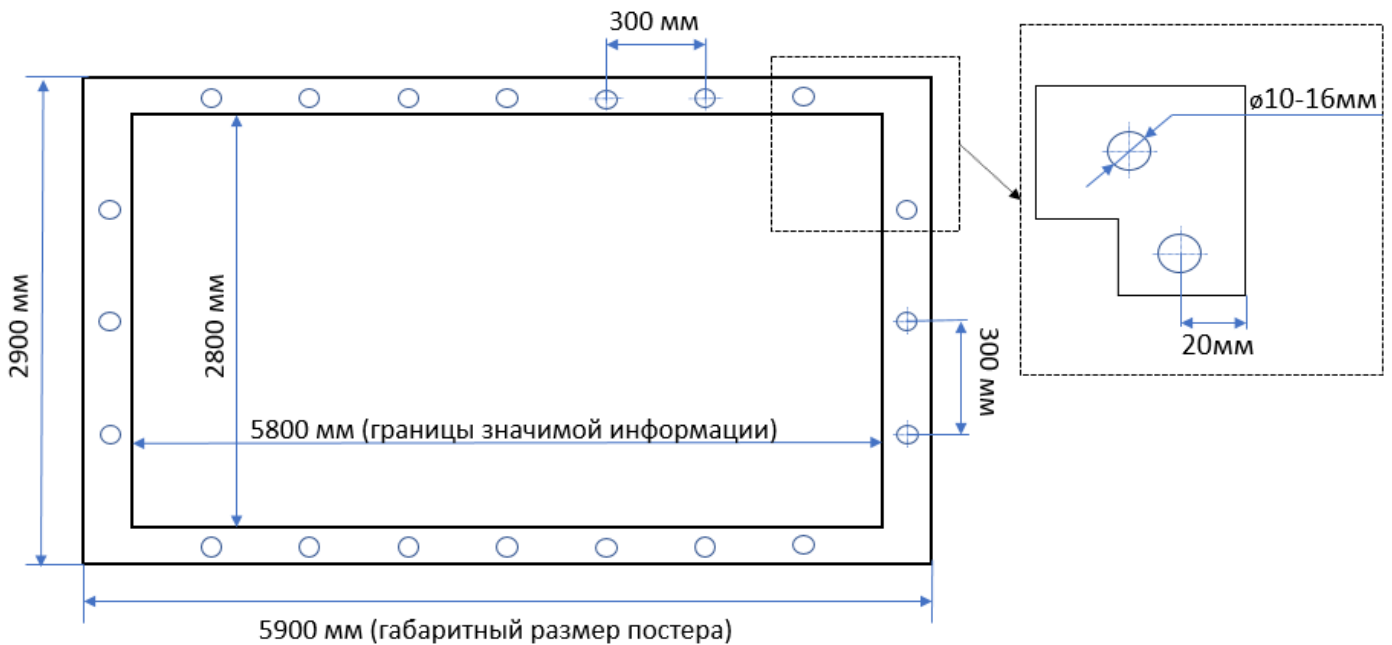 300 мм
ø10-16мм
2900 мм
2800 мм
300 мм
20мм
5800 мм (границы значимой информации)
5900 мм (габаритный размер постера)